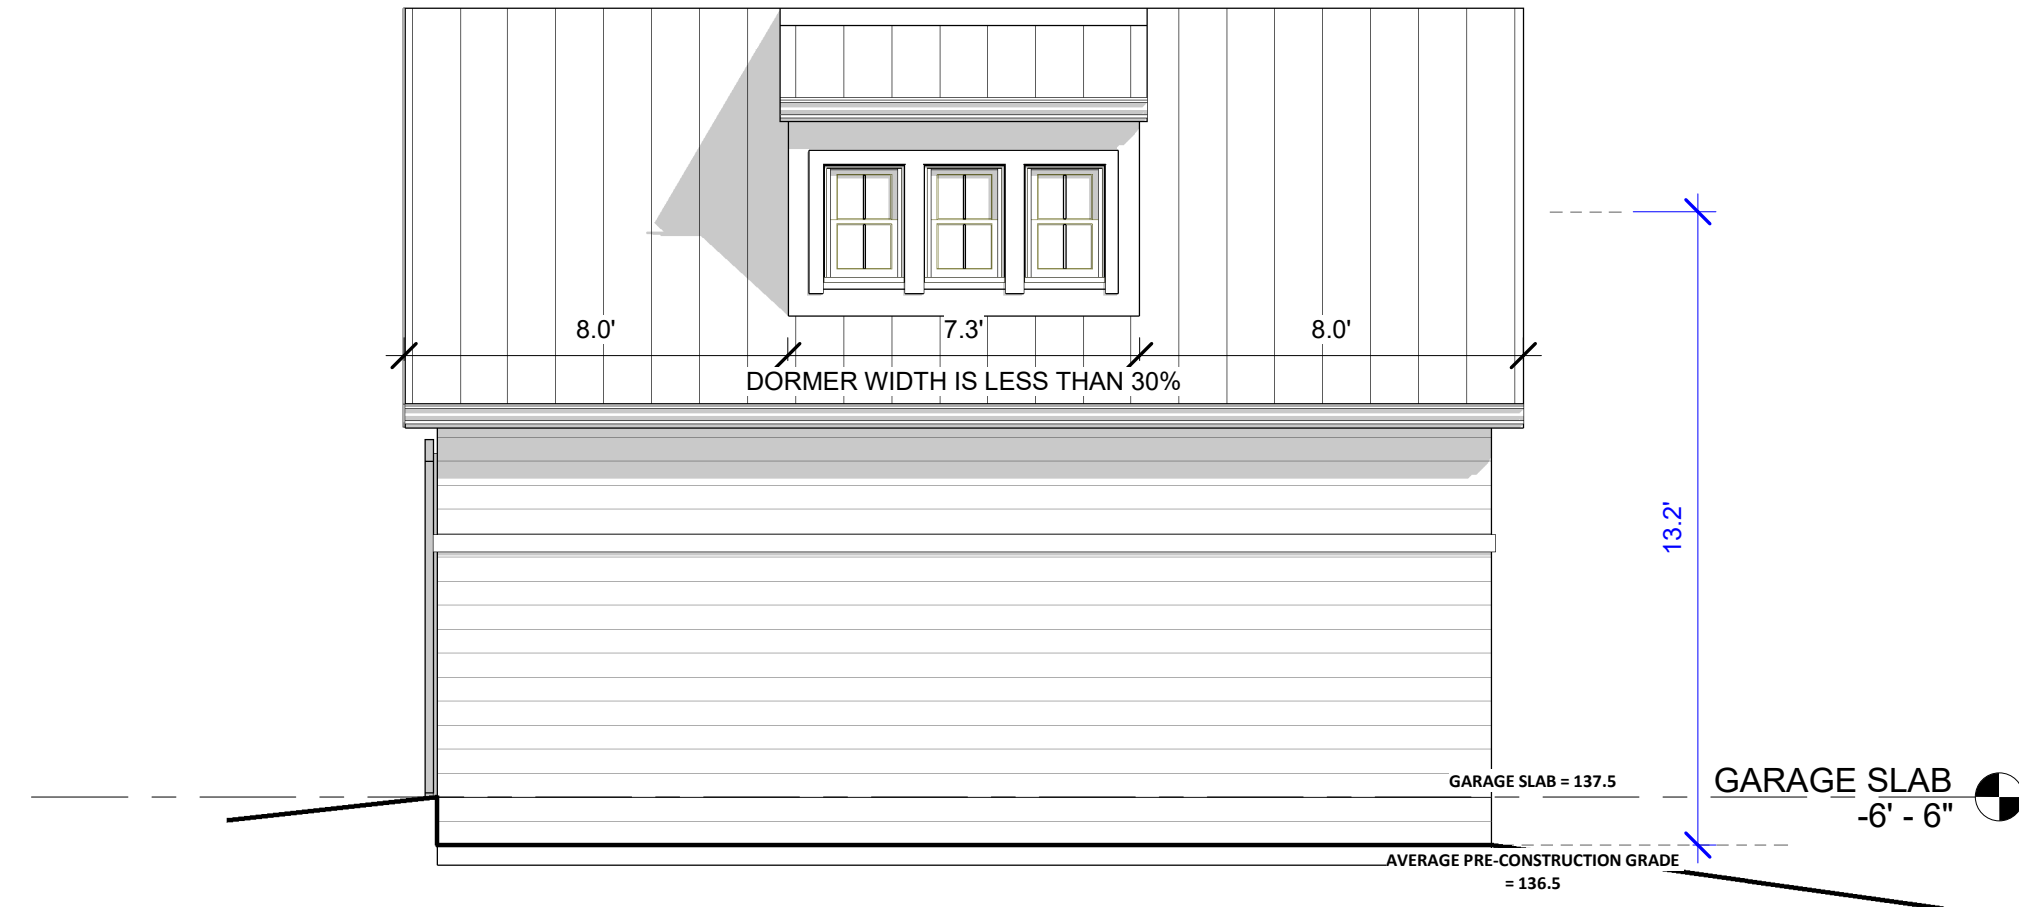 8.0' 7.3' 8.0'
DORMER WIDTH IS LESS THAN 30%
13.2'
GARAGE SLAB = 137.5
GARAGE SLAB
-6' - 6"
AVERAGE PRE-CONSTRUCTION GRADE
= 136.5